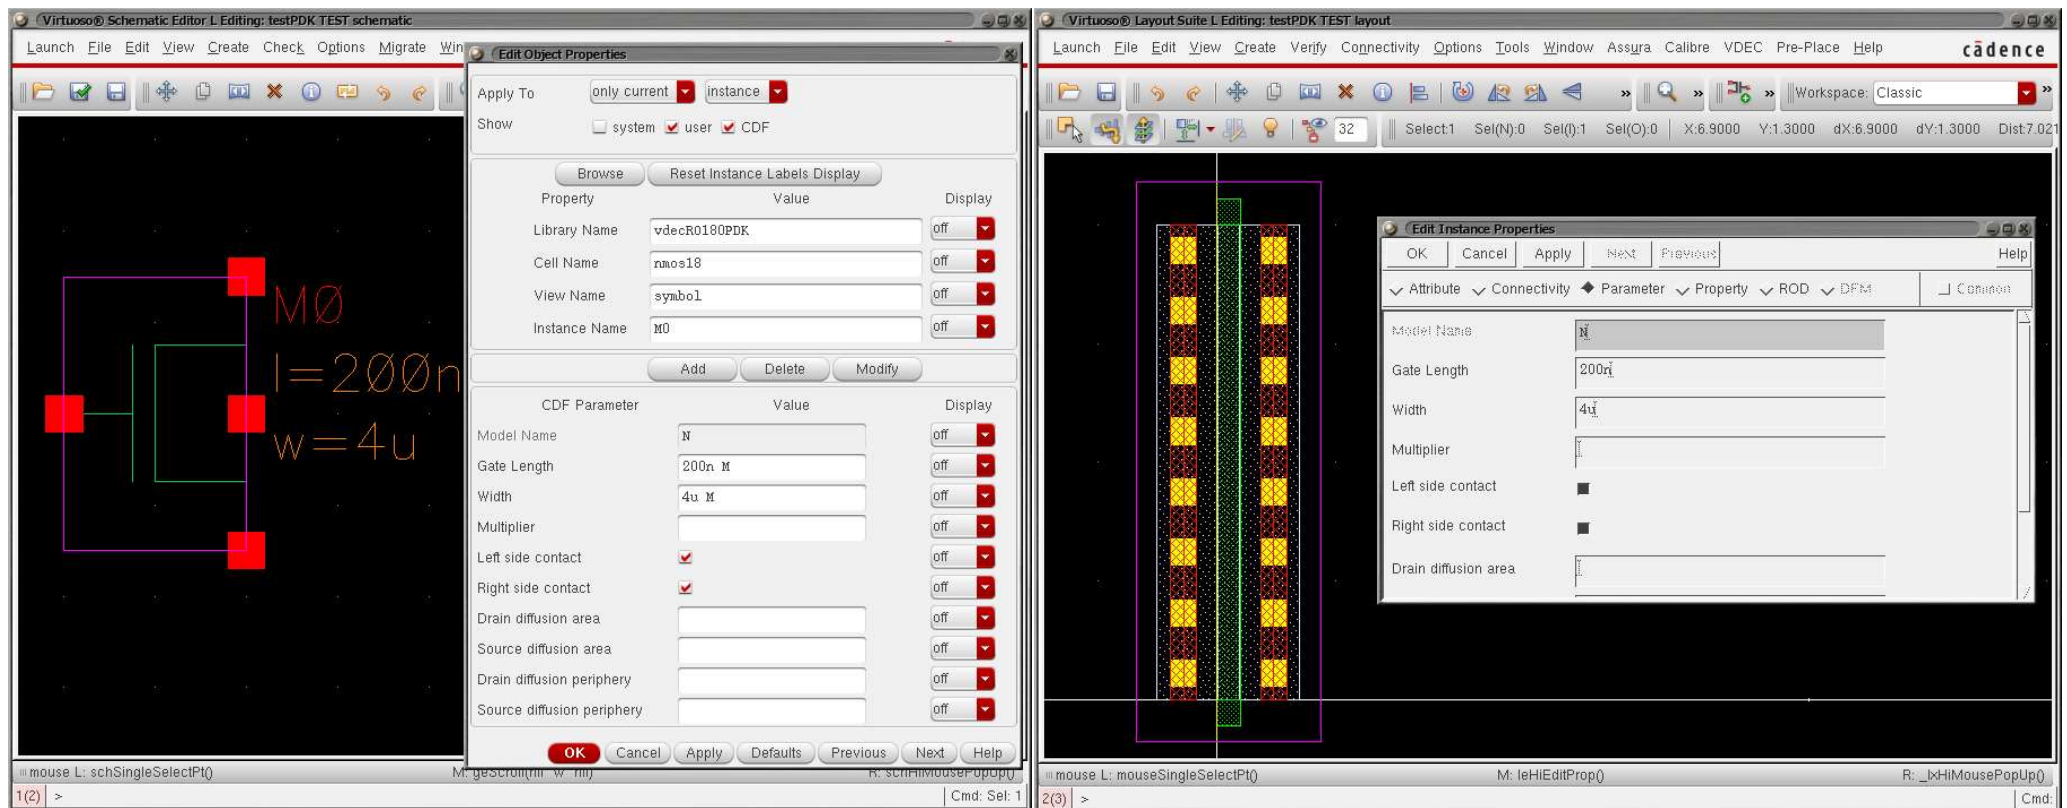 Virtuoso® Schematic Editor L Editing: testPDK TEST schematic
Launch File Edit View Create Check Options Migrate Win
M0
l=200n
w=4u
mouse L: schSingleSelectPt()
R: schHiMousePopUp()
1(2) >
Cmd: Sel: 1
Edit Object Properties
Apply To only current instance
Show system user CDF
Browse Reset Instance Labels Display
Property Value Display
Library Name vdecRO180PDK off
Cell Name nmos18 off
View Name symbol off
Instance Name M0 off
Add Delete Modify
CDF Parameter Value Display
Model Name N off
Gate Length 200n M off
Width 4u M off
Multiplier off
Left side contact off
Right side contact off
Drain diffusion area off
Source diffusion area off
Drain diffusion periphery off
Source diffusion periphery off
OK Cancel Apply Defaults Previous Next Help
Virtuoso® Layout Suite L Editing: testPDK TEST layout
Launch File Edit View Create Verify Connectivity Options Tools Window Assura Calibre VDEC Pre-Place Help cādence
» » » Workspace: Classic »
32 Select:1 Sel(N):0 Sel(I):1 Sel(O):0 X:6.9000 Y:1.3000 dX:6.9000 dY:1.3000 Dist:7.021
Edit Instance Properties
OK Cancel Apply Next Previous Help
Attribute Connectivity Parameter Property ROD DFM Common
Model Name N
Gate Length 200n
Width 4u
Multiplier
Left side contact
Right side contact
Drain diffusion area
mouse L: mouseSingleSelectPt() M: leHiEditProp() R: _lxHiMousePopUp()
2(3) > Cmd: